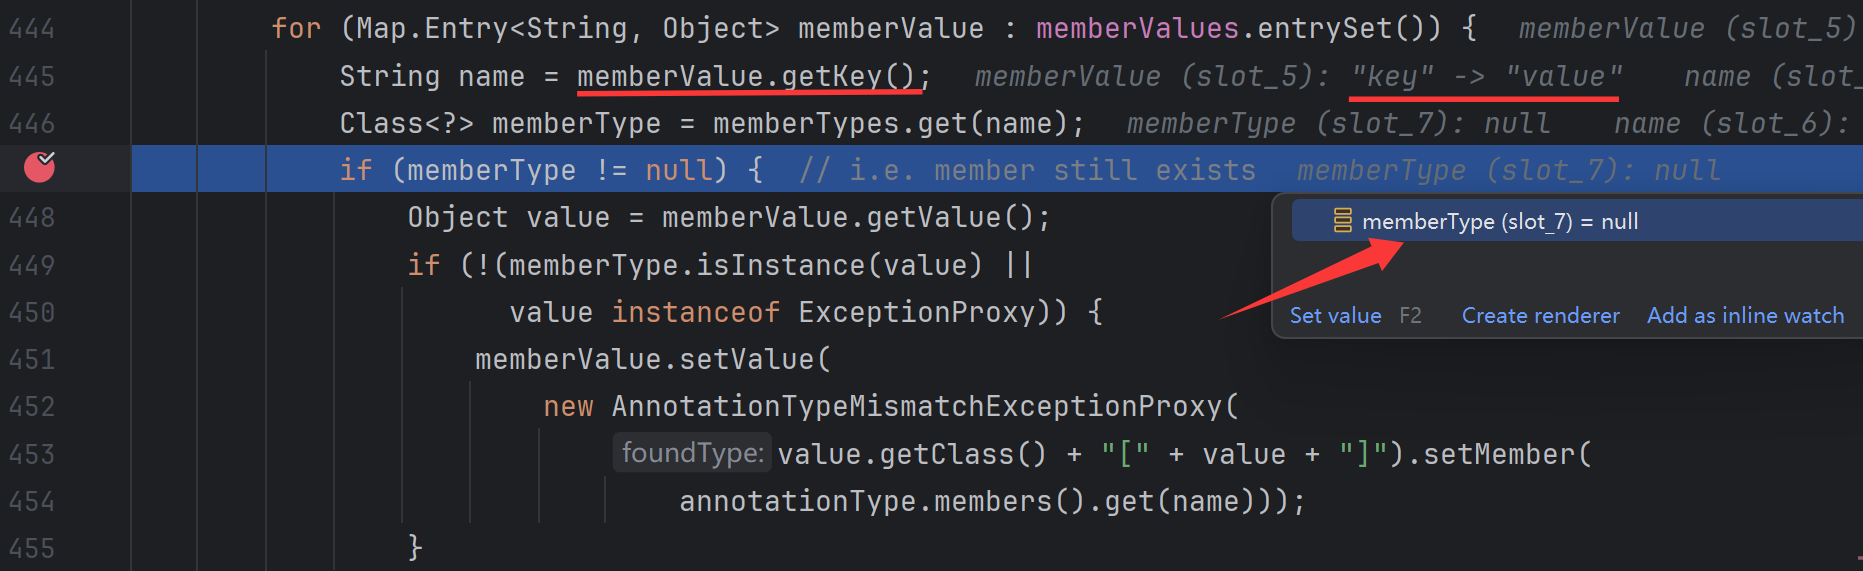 444 for (Map.Entry<String, Object> memberValue : memberValues.entrySet()) { memberValue (slot_5)
445 String name = memberValue.getKey(); memberValue (slot_5): "key" -> "value" name (slot_
446 Class<?> memberType = memberTypes.get(name); memberType (slot_7): null name (slot_6):
if (memberType != null) { // i.e. member still exists memberType (slot_7): null
448 Object value = memberValue.getValue();
memberType (slot_7) = null
449 if (!(memberType.isInstance(value) ||
450 value instanceof ExceptionProxy)) {
Set value F2 Create renderer Add as inline watch
451 memberValue.setValue(
452 new AnnotationTypeMismatchExceptionProxy(
453 foundType: value.getClass() + "[" + value + "]").setMember(
454 annotationType.members().get(name)));
455 }